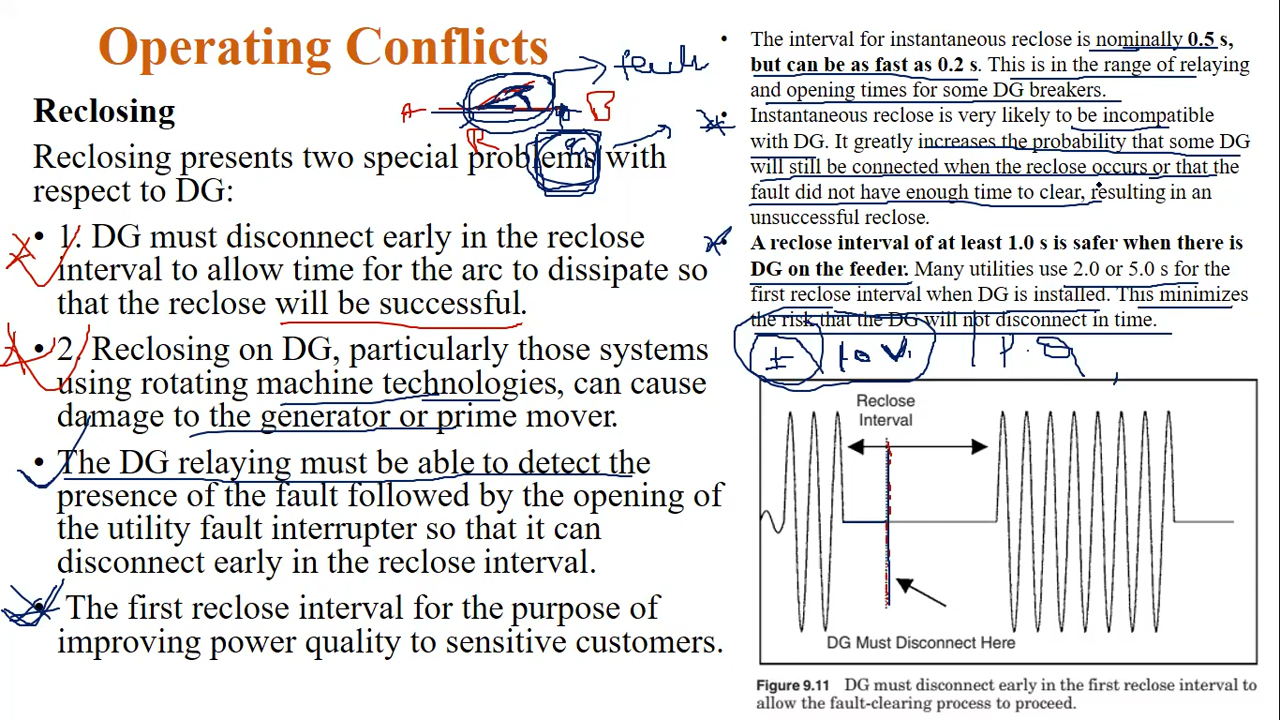 Operating Conflicts
Reclosing
Reclosing presents two special problems with
respect to DG:
• 1. DG must disconnect early in the reclose
interval to allow time for the arc to dissipate so
that the reclose will be successful.
• 2. Reclosing on DG, particularly those systems
using rotating machine technologies, can cause
damage to the generator or prime mover.
• The DG relaying must be able to detect the
presence of the fault followed by the opening of
the utility fault interrupter so that it can
disconnect early in the reclose interval.
• The first reclose interval for the purpose of
improving power quality to sensitive customers.
A
R
B
fault
• The interval for instantaneous reclose is nominally 0.5 s,
but can be as fast as 0.2 s. This is in the range of relaying
and opening times for some DG breakers.
• Instantaneous reclose is very likely to be incompatible
with DG. It greatly increases the probability that some DG
will still be connected when the reclose occurs or that the
fault did not have enough time to clear, resulting in an
unsuccessful reclose.
• A reclose interval of at least 1.0 s is safer when there is
DG on the feeder. Many utilities use 2.0 or 5.0 s for the
first reclose interval when DG is installed. This minimizes
the risk that the DG will not disconnect in time.
Reclose
Interval
DG Must Disconnect Here
Figure 9.11 DG must disconnect early in the first reclose interval to
allow the fault-clearing process to proceed.